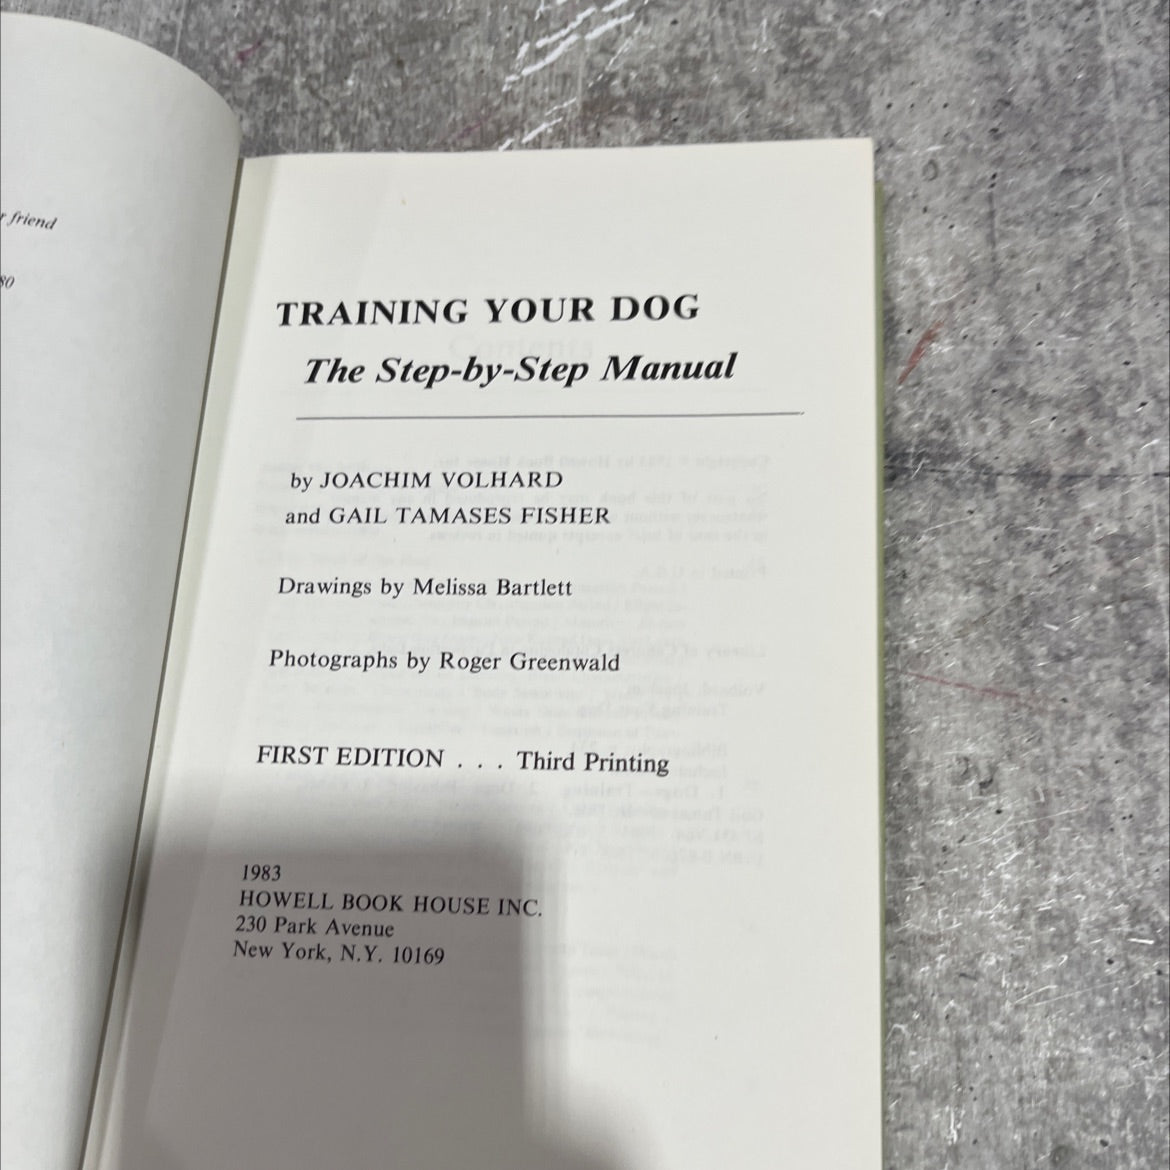 friend
80
TRAINING YOUR DOG
The Step-by-Step Manual
by JOACHIM VOLHARD
and GAIL TAMASES FISHER
Drawings by Melissa Bartlett
Photographs by Roger Greenwald
FIRST EDITION . . . Third Printing
1983
HOWELL BOOK HOUSE INC.
230 Park Avenue
New York, N.Y. 10169